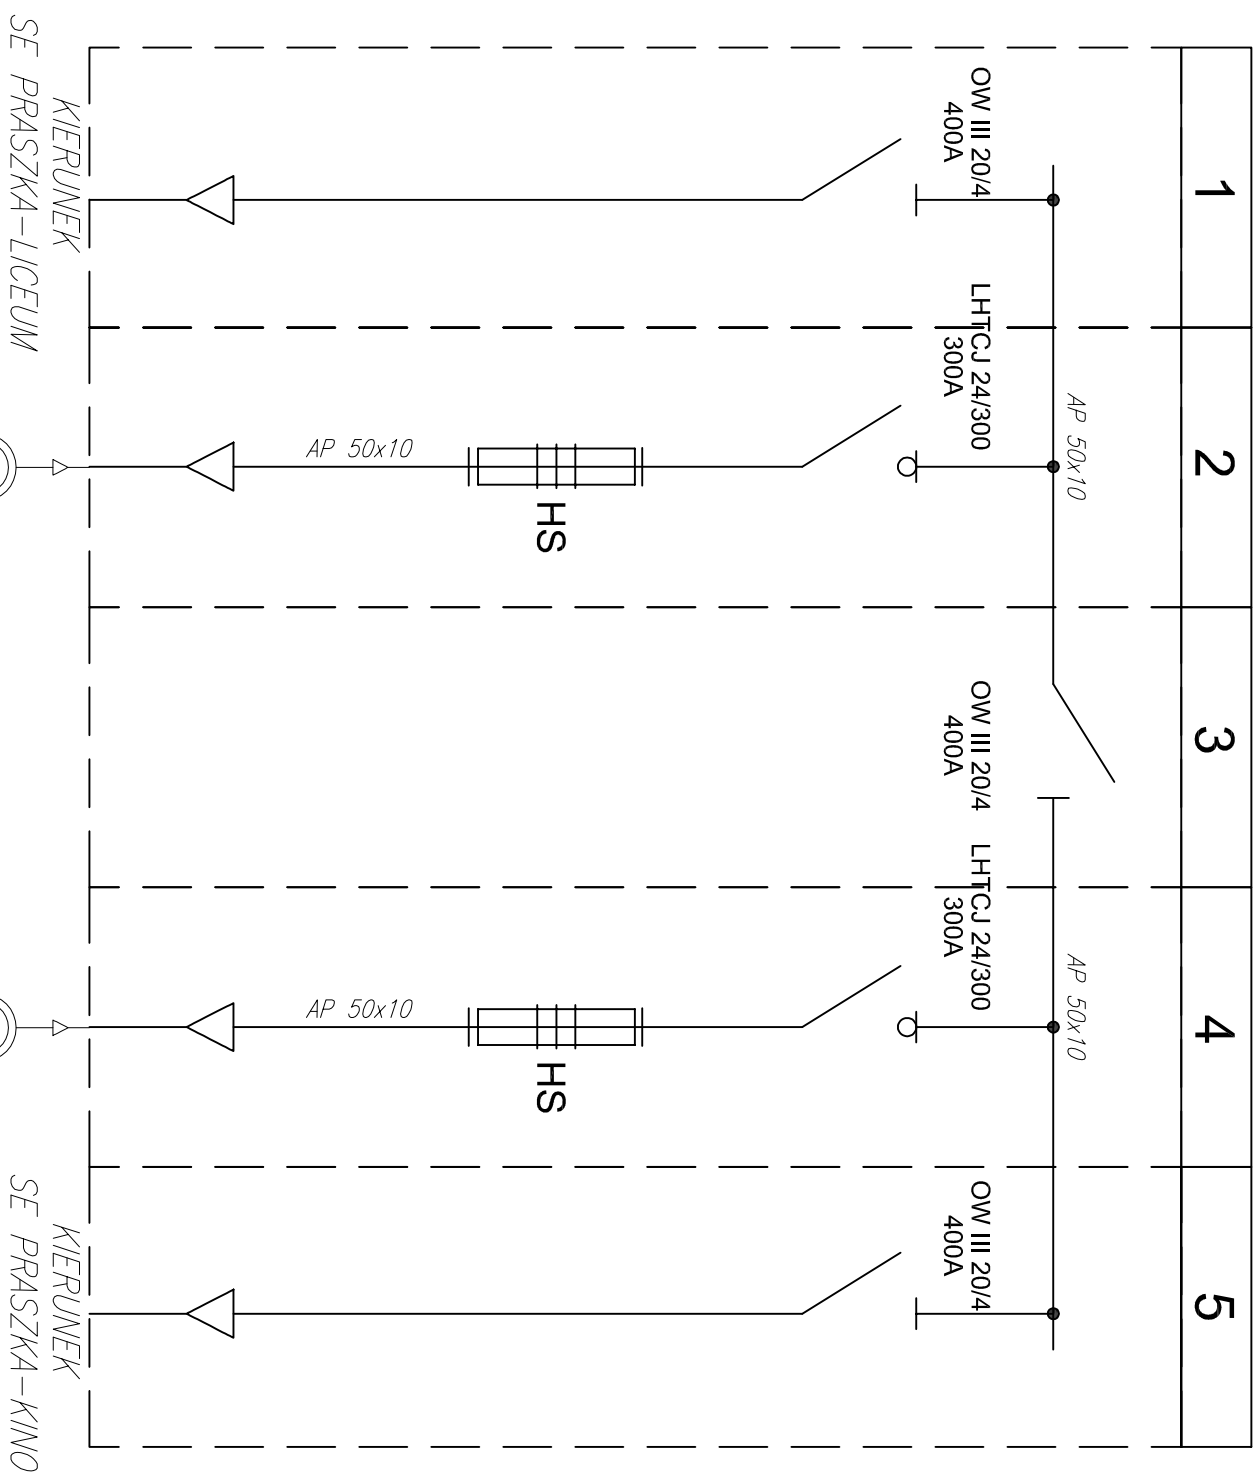 1
2
3
4
5
OW III 20/4
400A
LHTCJ 24/300
300A
AP 50x10
OW III 20/4
400A
LHTCJ 24/300
300A
AP 50x10
OW III 20/4
400A
HS
HS
AP 50x10
AP 50x10
KIERUNEK
SE PRASZKA-LICEUM
KIERUNEK
SE PRASZKA-KINO